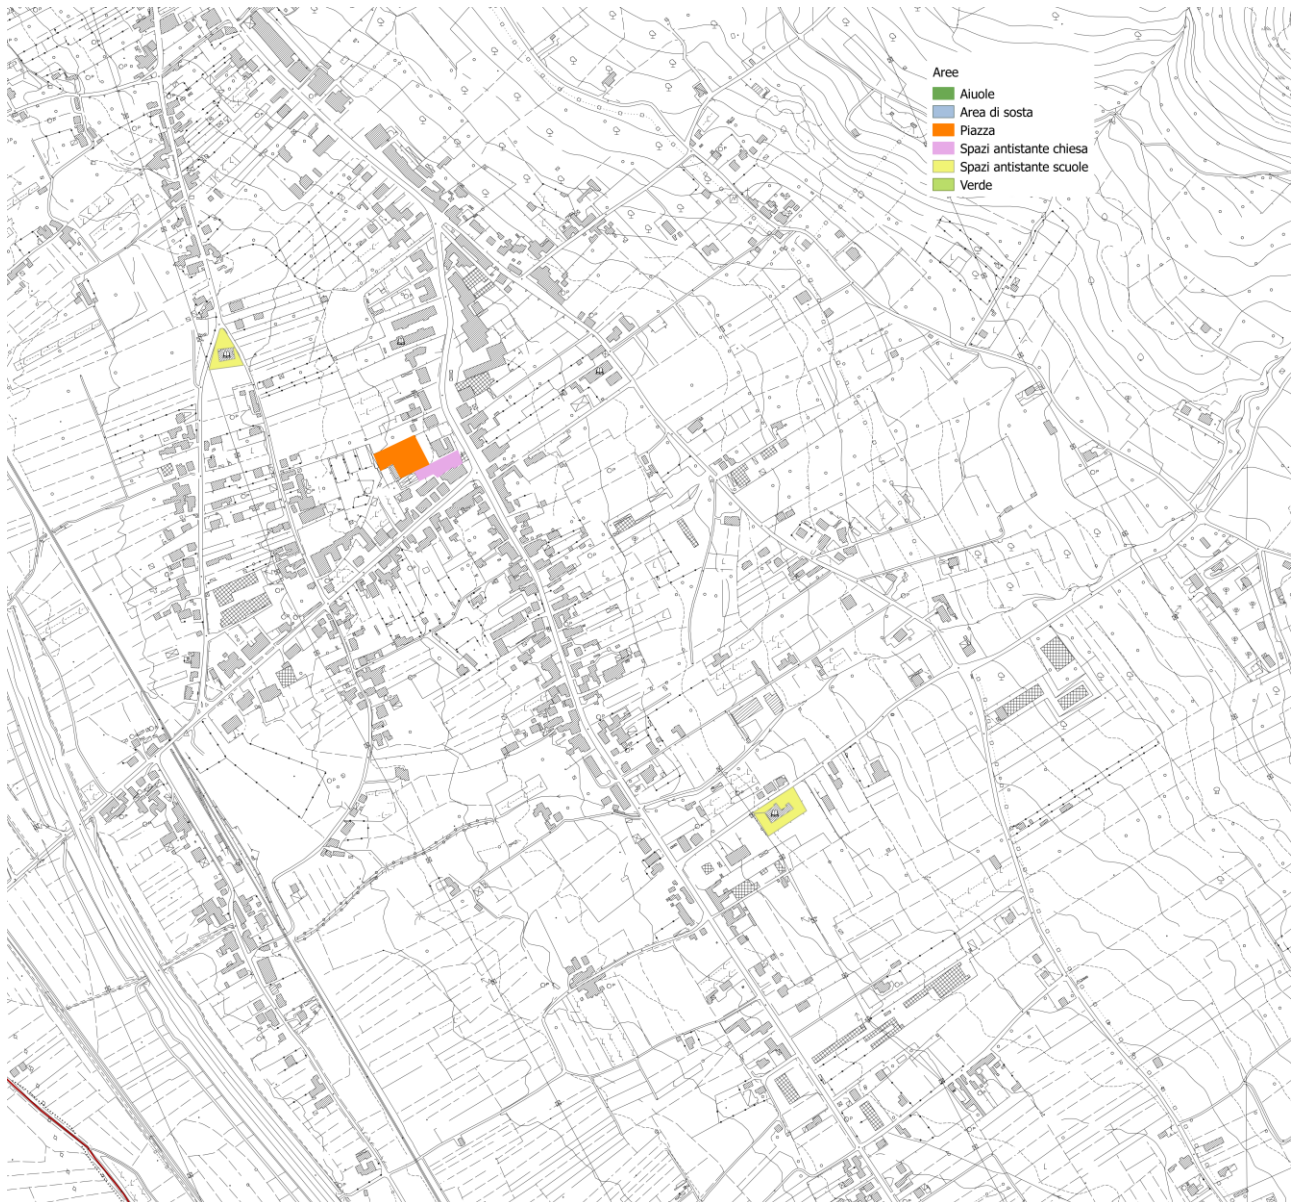 Aree
Aiuole
Area di sosta
Piazza
Spazi antistante chiesa
Spazi antistante scuole
Verde